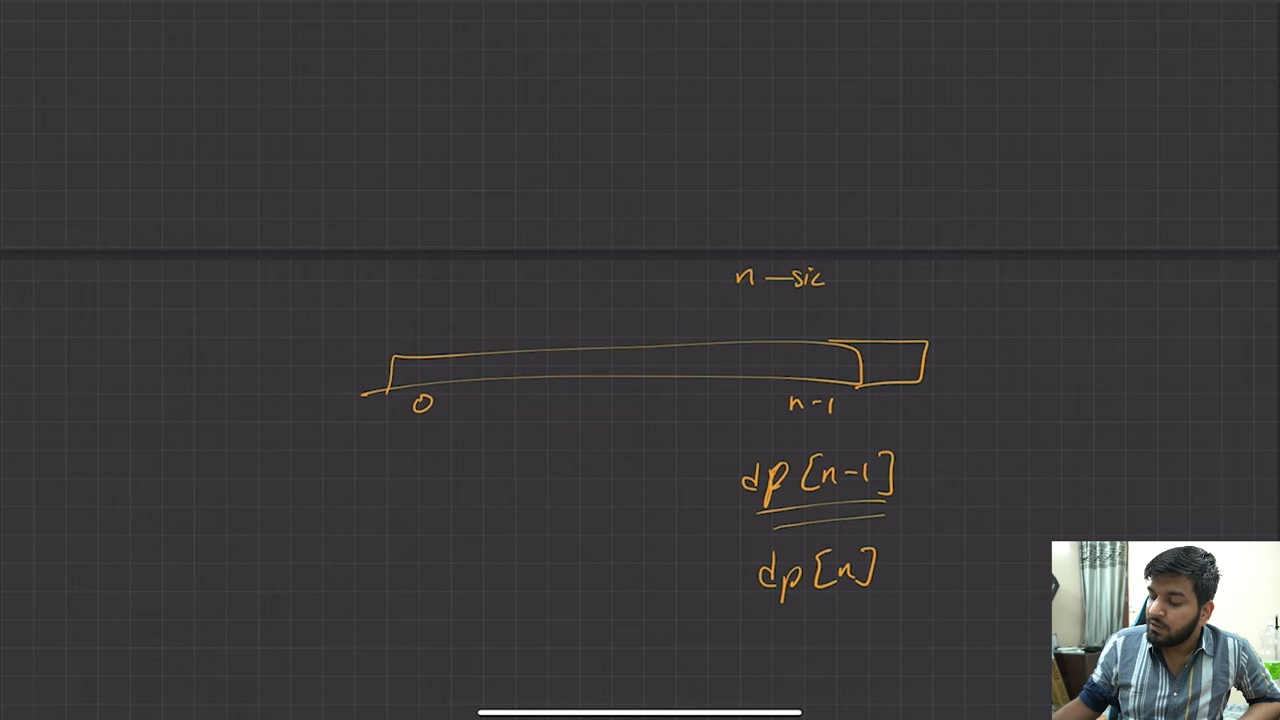 n — siz
0
n-1
dp[n-1]
dp[n]